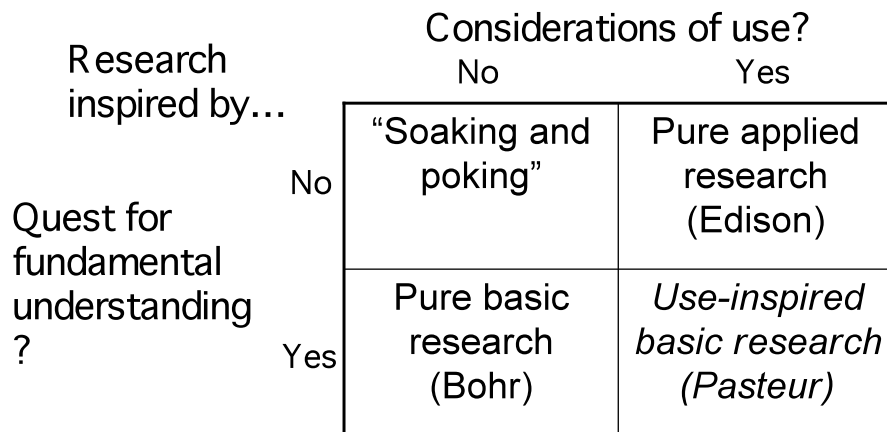 Considerations of use?
Research
inspired by...
No
Yes
No
“Soaking and
poking”
Pure applied
research
(Edison)
Quest for
fundamental
understanding
?
Yes
Pure basic
research
(Bohr)
Use-inspired
basic research
(Pasteur)